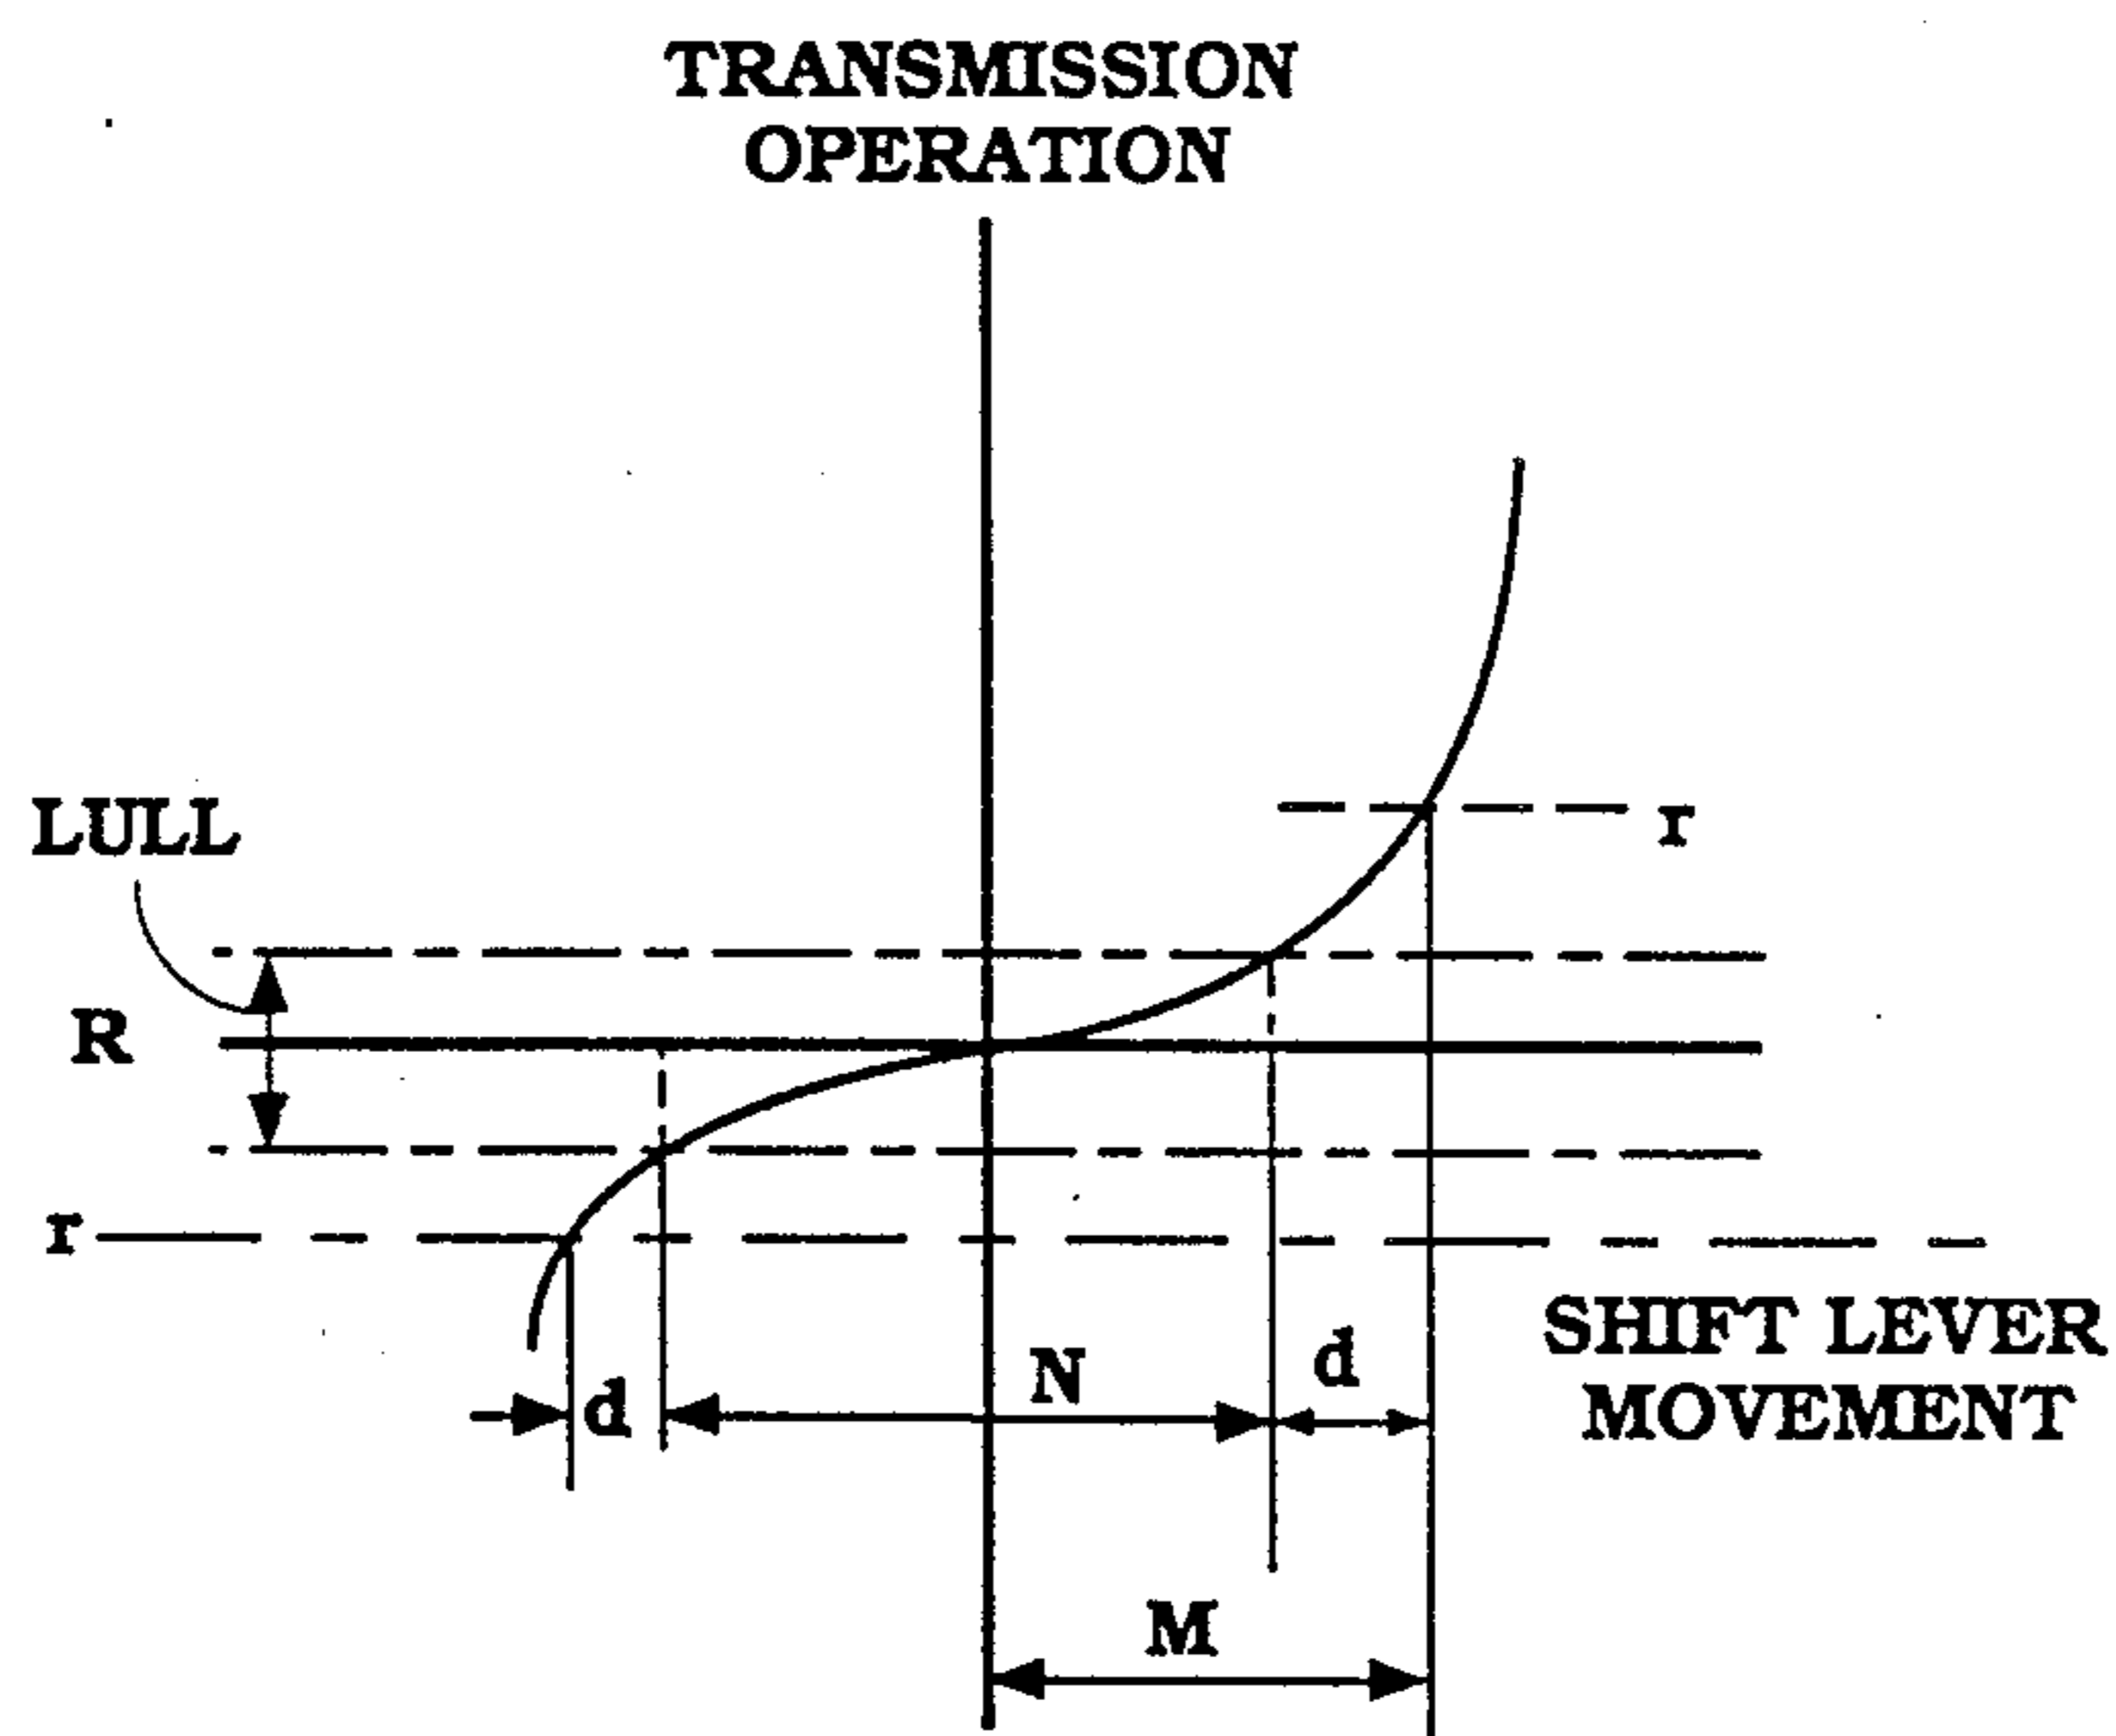 TRANSMISSION
OPERATION
LULL
r
R
r
SHIFT LEVER
MOVEMENT
d
N
d
M